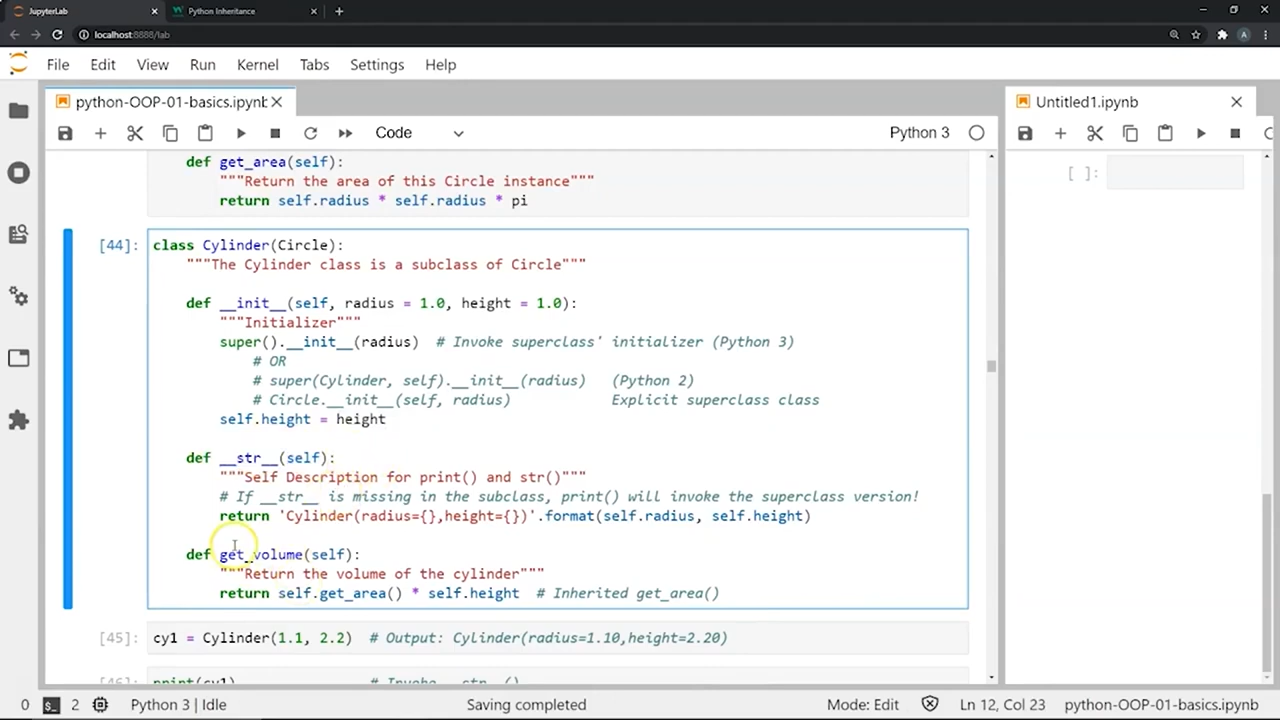 JupyterLab
Python Inheritance
localhost:8888/lab
A
File Edit View Run Kernel Tabs Settings Help
python-OOP-01-basics.ipynb
Untitled1.ipynb
Code
Python 3
def get_area(self):
"""Return the area of this Circle instance"""
return self.radius * self.radius * pi
[ ]:
[44]: class Cylinder(Circle):
"""The Cylinder class is a subclass of Circle"""
def __init__(self, radius = 1.0, height = 1.0):
"""Initializer"""
super().__init__(radius)  # Invoke superclass' initializer (Python 3)
# OR
# super(Cylinder, self).__init__(radius)   (Python 2)
# Circle.__init__(self, radius)            Explicit superclass class
self.height = height
def __str__(self):
"""Self Description for print() and str()"""
# If __str__ is missing in the subclass, print() will invoke the superclass version!
return 'Cylinder(radius={},height={})'.format(self.radius, self.height)
def get_volume(self):
"""Return the volume of the cylinder"""
return self.get_area() * self.height  # Inherited get_area()
[45]: cy1 = Cylinder(1.1, 2.2)  # Output: Cylinder(radius=1.10,height=2.20)
[46]: print(cy1)                # Invoke __str__()
0 2 Python 3 | Idle Saving completed Mode: Edit Ln 12, Col 23 python-OOP-01-basics.ipynb